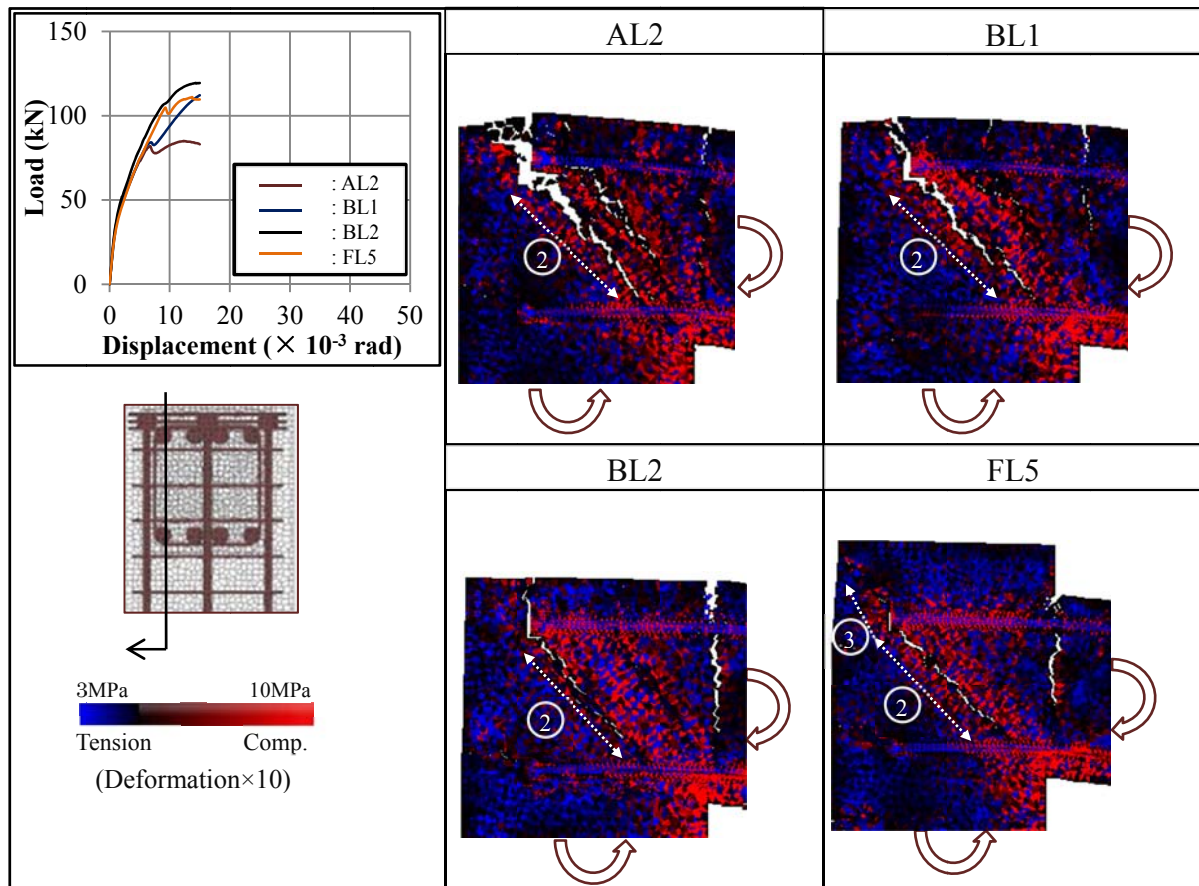 150
100
50
0
Load (kN)
: AL2
: BL1
: BL2
: FL5
0 10 20 30 40 50
Displacement (× 10⁻³ rad)
3MPa 10MPa
Tension Comp.
(Deformation×10)
AL2
2
BL1
2
BL2
2
FL5
3
2